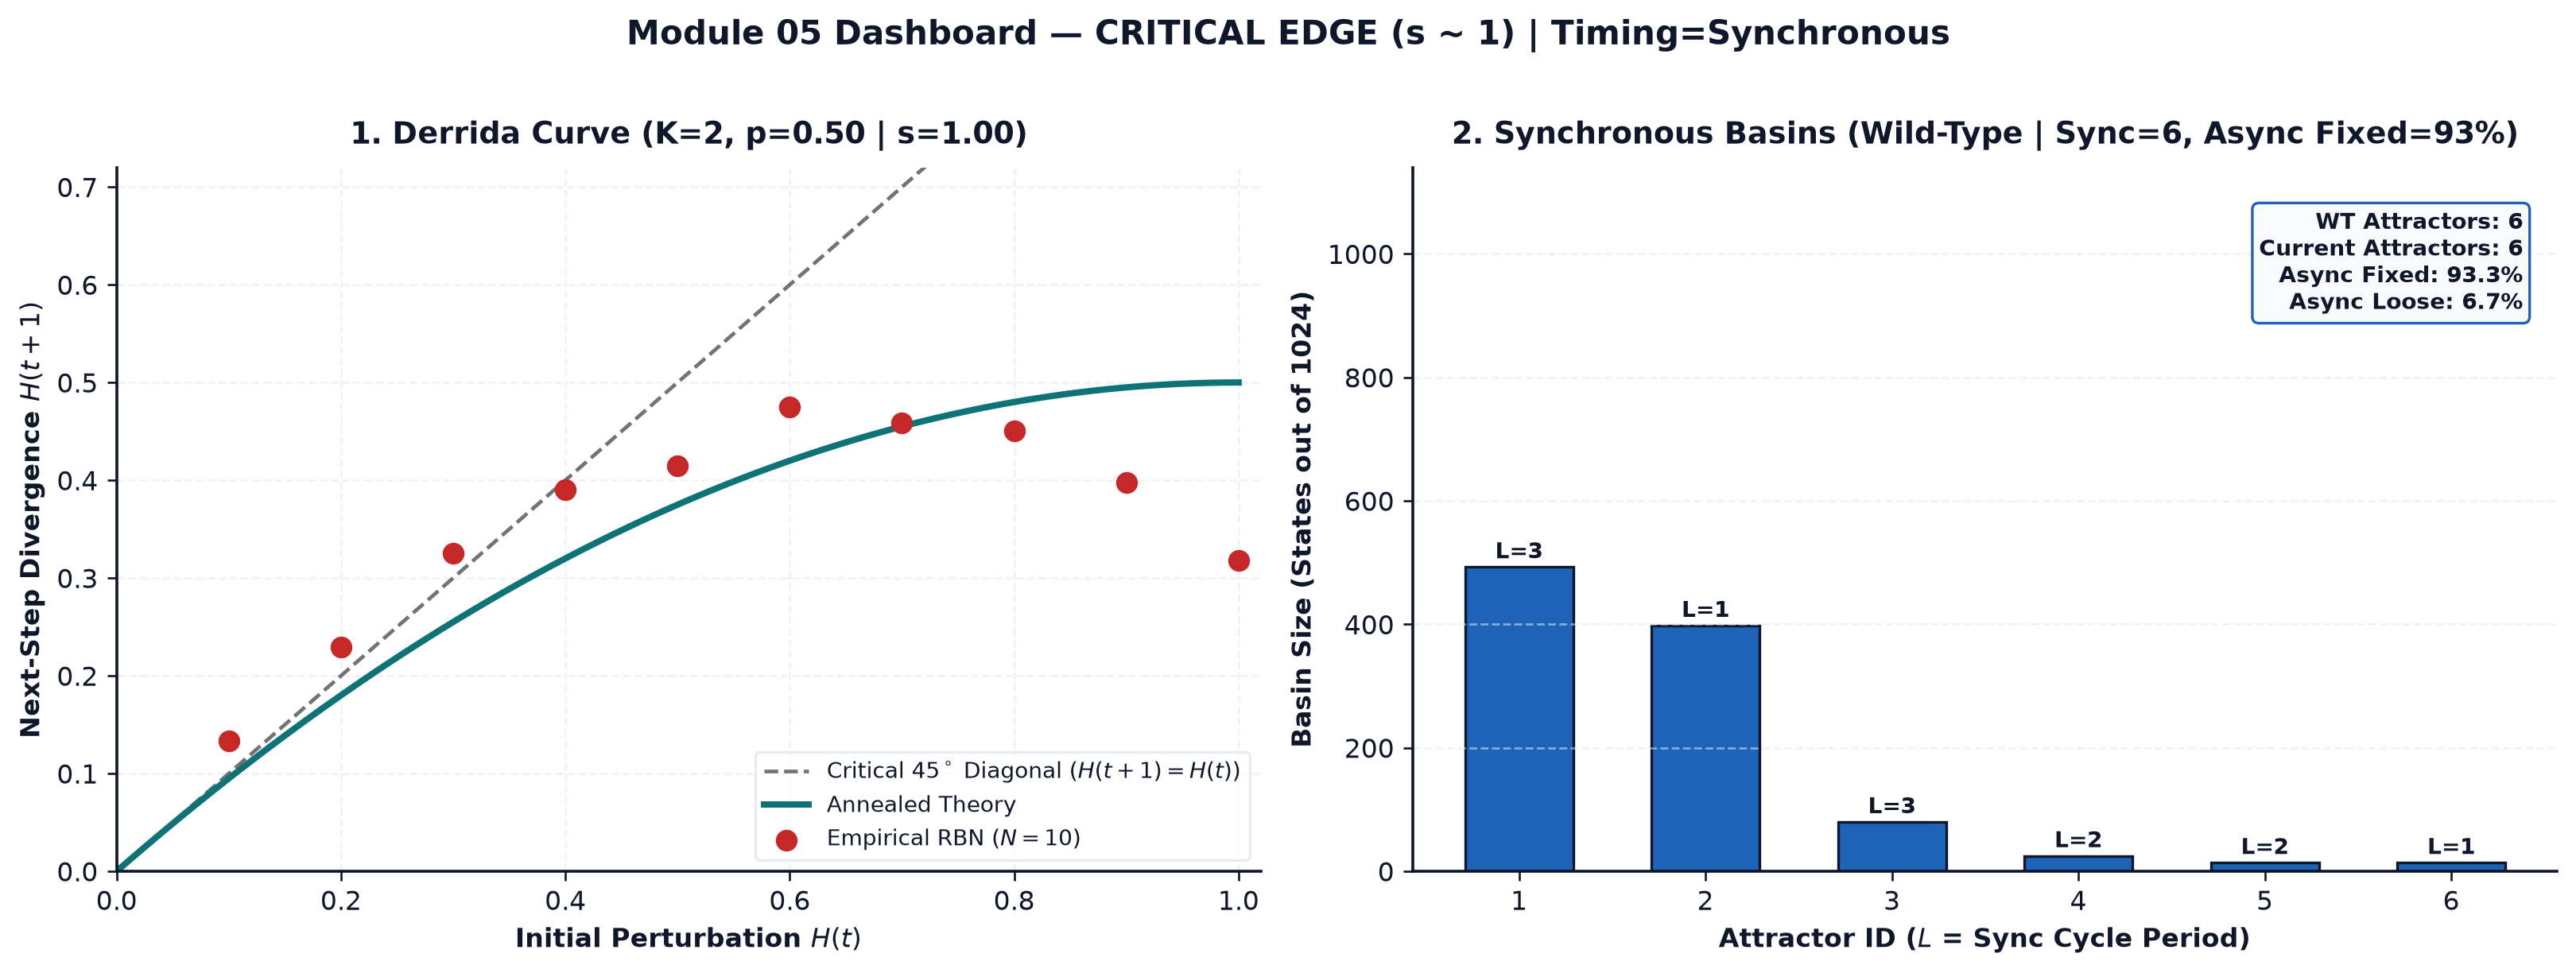 Module 05 Dashboard — CRITICAL EDGE (s ~ 1) | Timing=Synchronous
1. Derrida Curve (K=2, p=0.50 | s=1.00)
Next-Step Divergence H(t + 1)
0.7
0.6
0.5
0.4
0.3
0.2
0.1
0.0
0.0 0.2 0.4 0.6 0.8 1.0
Initial Perturbation H(t)
Critical 45° Diagonal (H(t + 1) = H(t))
Annealed Theory
Empirical RBN (N = 10)
2. Synchronous Basins (Wild-Type | Sync=6, Async Fixed=93%)
Basin Size (States out of 1024)
1000
800
600
400
200
0
WT Attractors: 6
Current Attractors: 6
Async Fixed: 93.3%
Async Loose: 6.7%
L=3
L=1
L=3
L=2
L=2
L=1
1 2 3 4 5 6
Attractor ID (L = Sync Cycle Period)